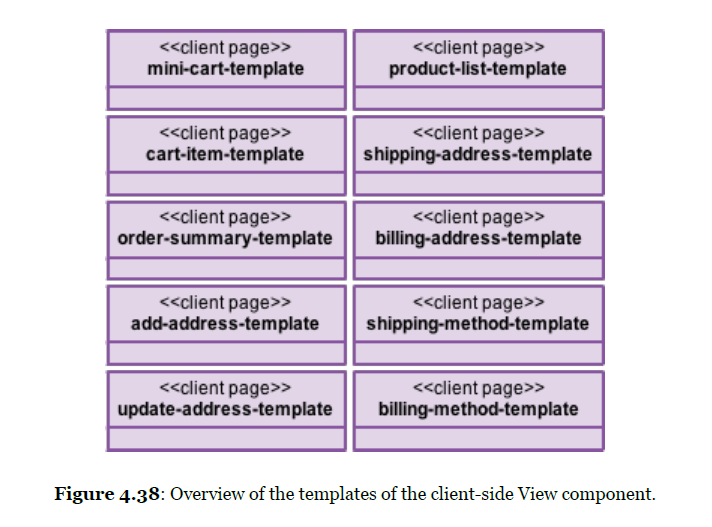 <<client page>>
mini-cart-template
<<client page>>
product-list-template
<<client page>>
cart-item-template
<<client page>>
shipping-address-template
<<client page>>
order-summary-template
<<client page>>
billing-address-template
<<client page>>
add-address-template
<<client page>>
shipping-method-template
<<client page>>
update-address-template
<<client page>>
billing-method-template
Figure 4.38: Overview of the templates of the client-side View component.